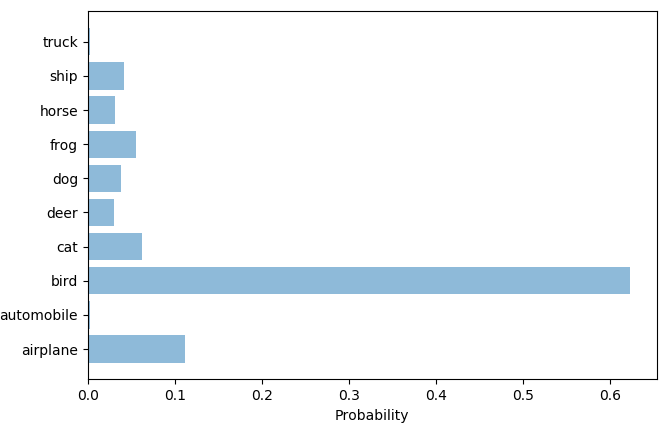 truck
ship
horse
frog
dog
deer
cat
bird
automobile
airplane
0.0 0.1 0.2 0.3 0.4 0.5 0.6
Probability